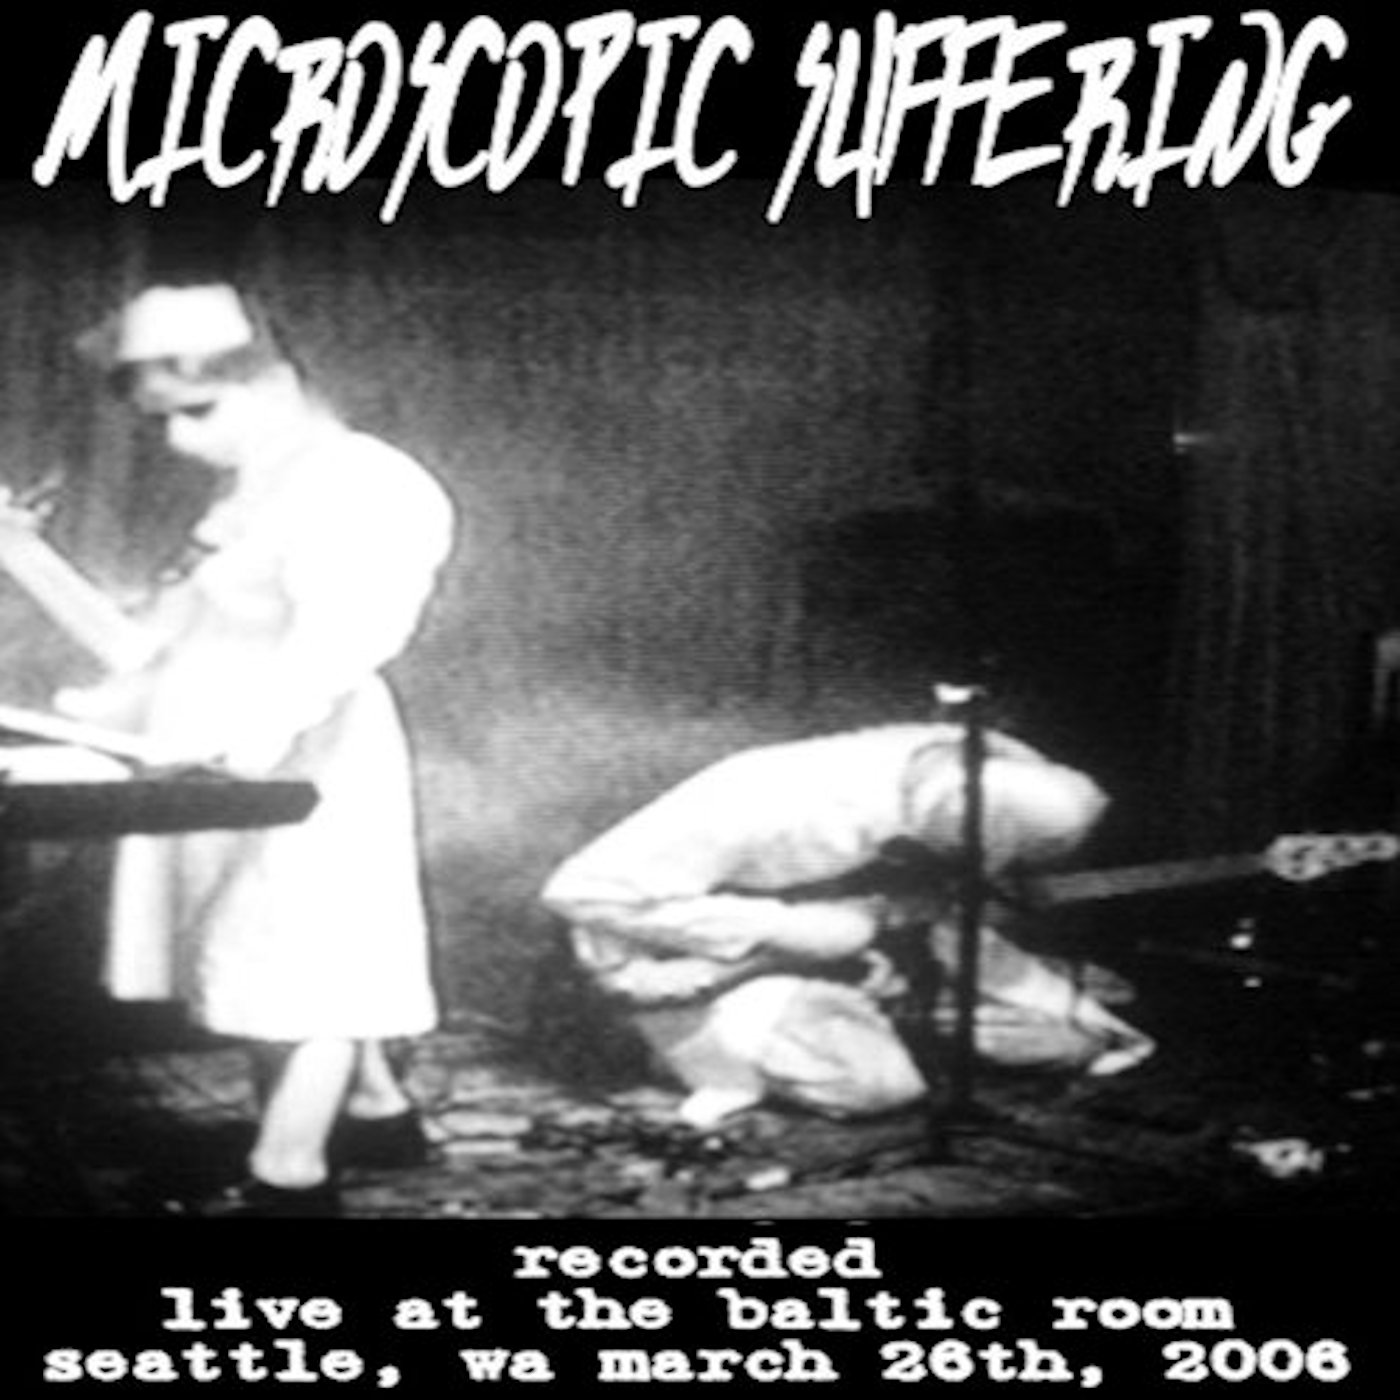 MICROSCOPIC SUFFERING
recorded
live at the baltic room
seattle, wa march 26th, 2006